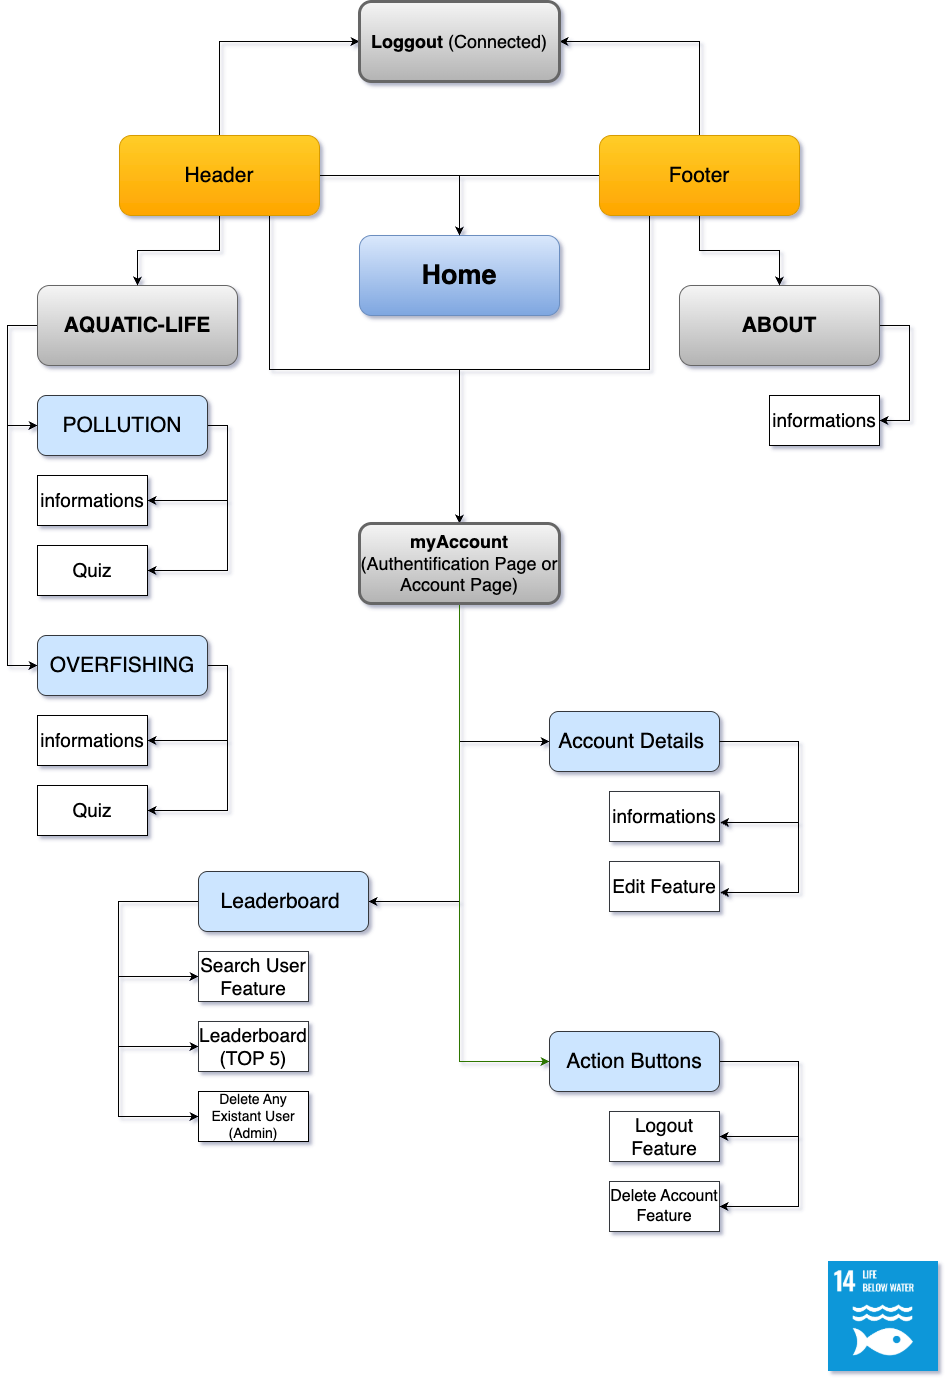 Loggout (Connected)
Header
Footer
Home
AQUATIC-LIFE
ABOUT
POLLUTION
informations
informations
Quiz
myAccount
(Authentification Page or
Account Page)
OVERFISHING
informations
Quiz
Account Details
informations
Edit Feature
Leaderboard
Search User
Feature
Leaderboard
(TOP 5)
Delete Any
Existant User
(Admin)
Action Buttons
Logout
Feature
Delete Account
Feature
14 LIFE
BELOW WATER